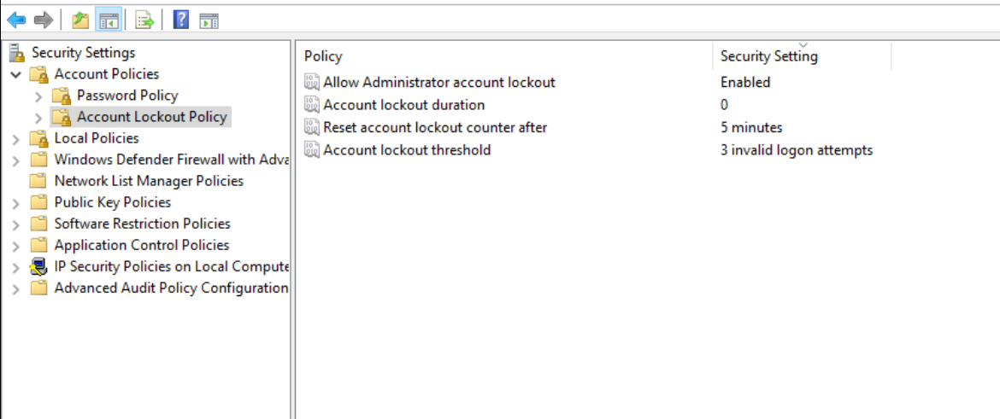 Security Settings
Account Policies
Password Policy
Account Lockout Policy
Local Policies
Windows Defender Firewall with Adva
Network List Manager Policies
Public Key Policies
Software Restriction Policies
Application Control Policies
IP Security Policies on Local Compute
Advanced Audit Policy Configuration
Policy Security Setting
Allow Administrator account lockout Enabled
Account lockout duration 0
Reset account lockout counter after 5 minutes
Account lockout threshold 3 invalid logon attempts